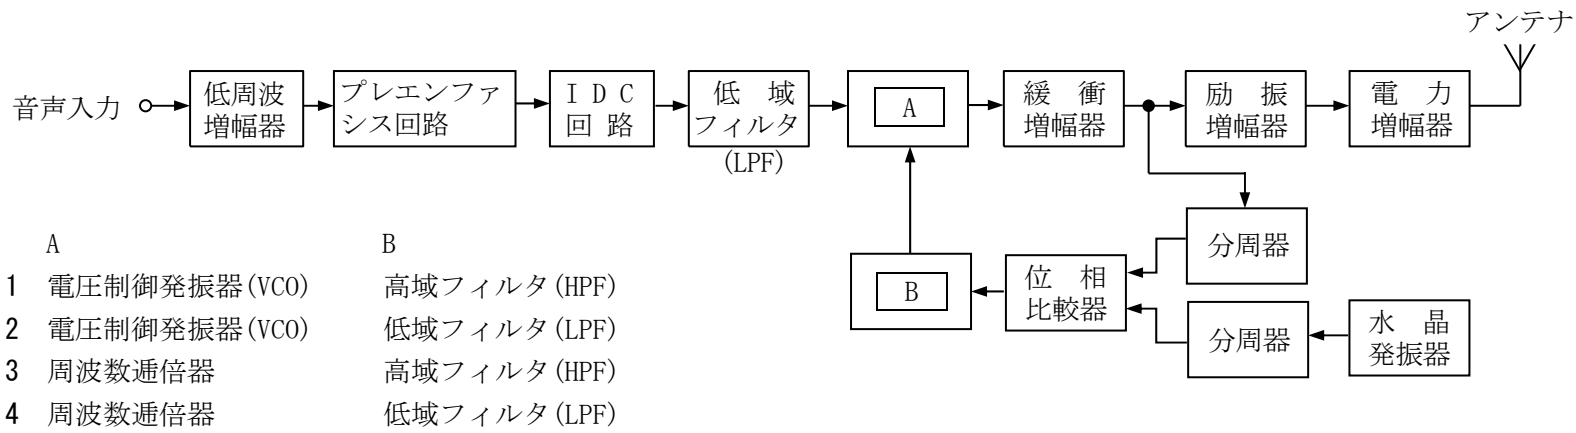 アンテナ
音声入力
低周波
増幅器
プレエンファ
シス回路
ＩＤＣ
回 路
低 域
フィルタ
(LPF)
A
緩 衝
増幅器
励 振
増幅器
電 力
増幅器
分周器
位 相
比較器
B
分周器
水 晶
発振器
A B
1 電圧制御発振器(VCO) 高域フィルタ(HPF)
2 電圧制御発振器(VCO) 低域フィルタ(LPF)
3 周波数逓倍器 高域フィルタ(HPF)
4 周波数逓倍器 低域フィルタ(LPF)